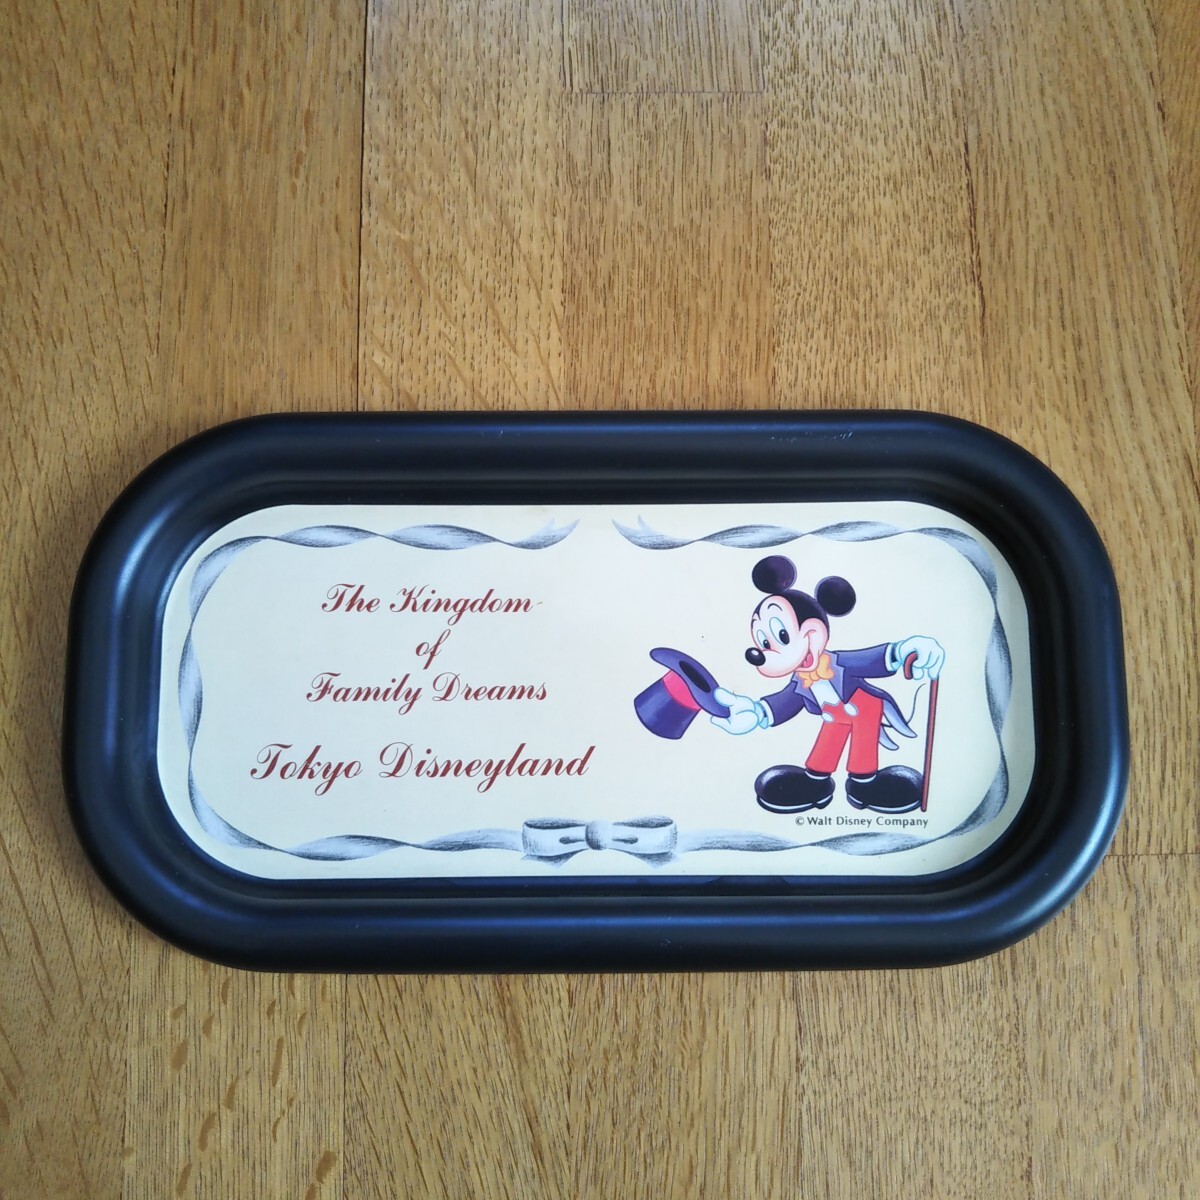 The Kingdom
of
Family Dreams
Tokyo Disneyland
© Walt Disney Company